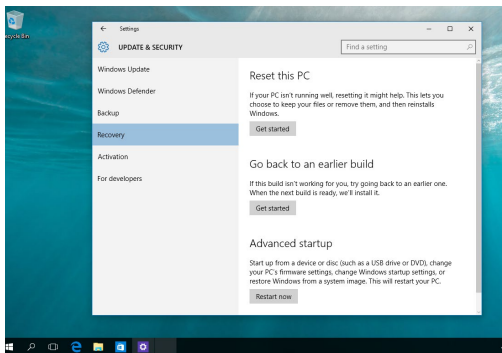 ecycle Bin
Settings
UPDATE & SECURITY
Find a setting
Windows Update
Windows Defender
Backup
Recovery
Activation
For developers
Reset this PC
If your PC isn't running well, resetting it might help. This lets you
choose to keep your files or remove them, and then reinstalls
Windows.
Get started
Go back to an earlier build
If this build isn't working for you, try going back to an earlier one.
When the next build is ready, we'll install it.
Get started
Advanced startup
Start up from a device or disc (such as a USB drive or DVD), change
your PC's firmware settings, change Windows startup settings, or
restore Windows from a system image. This will restart your PC.
Restart now